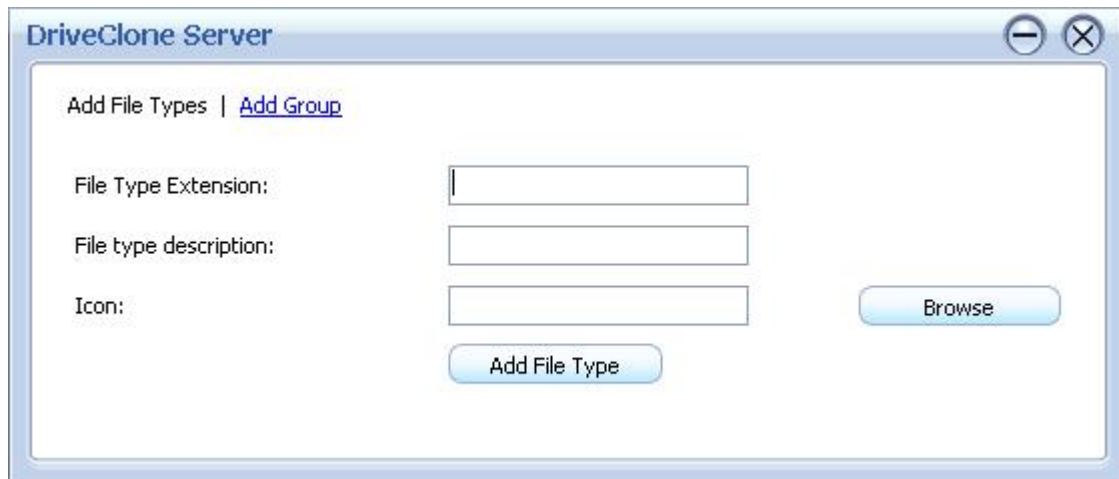 DriveClone Server
Add File Types | Add Group
File Type Extension:
File type description:
Icon:
Browse
Add File Type